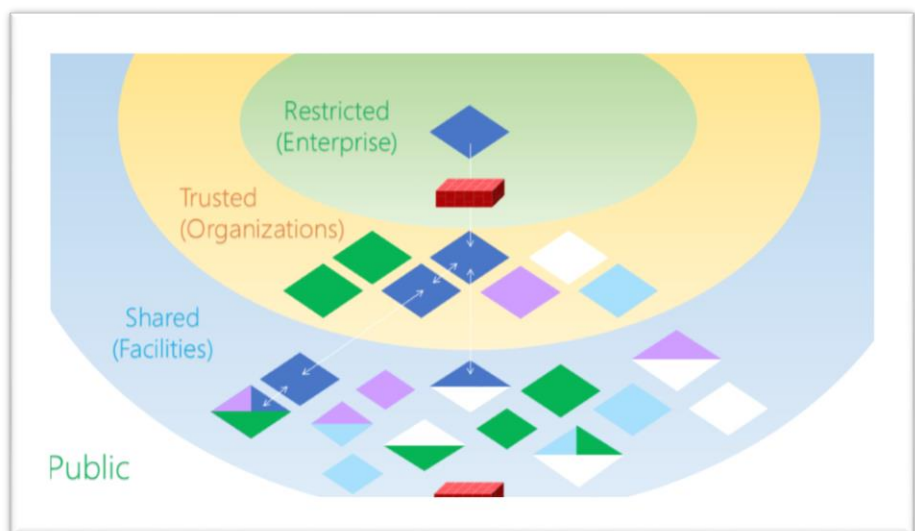 Restricted
(Enterprise)
Trusted
(Organizations)
Shared
(Facilities)
Public